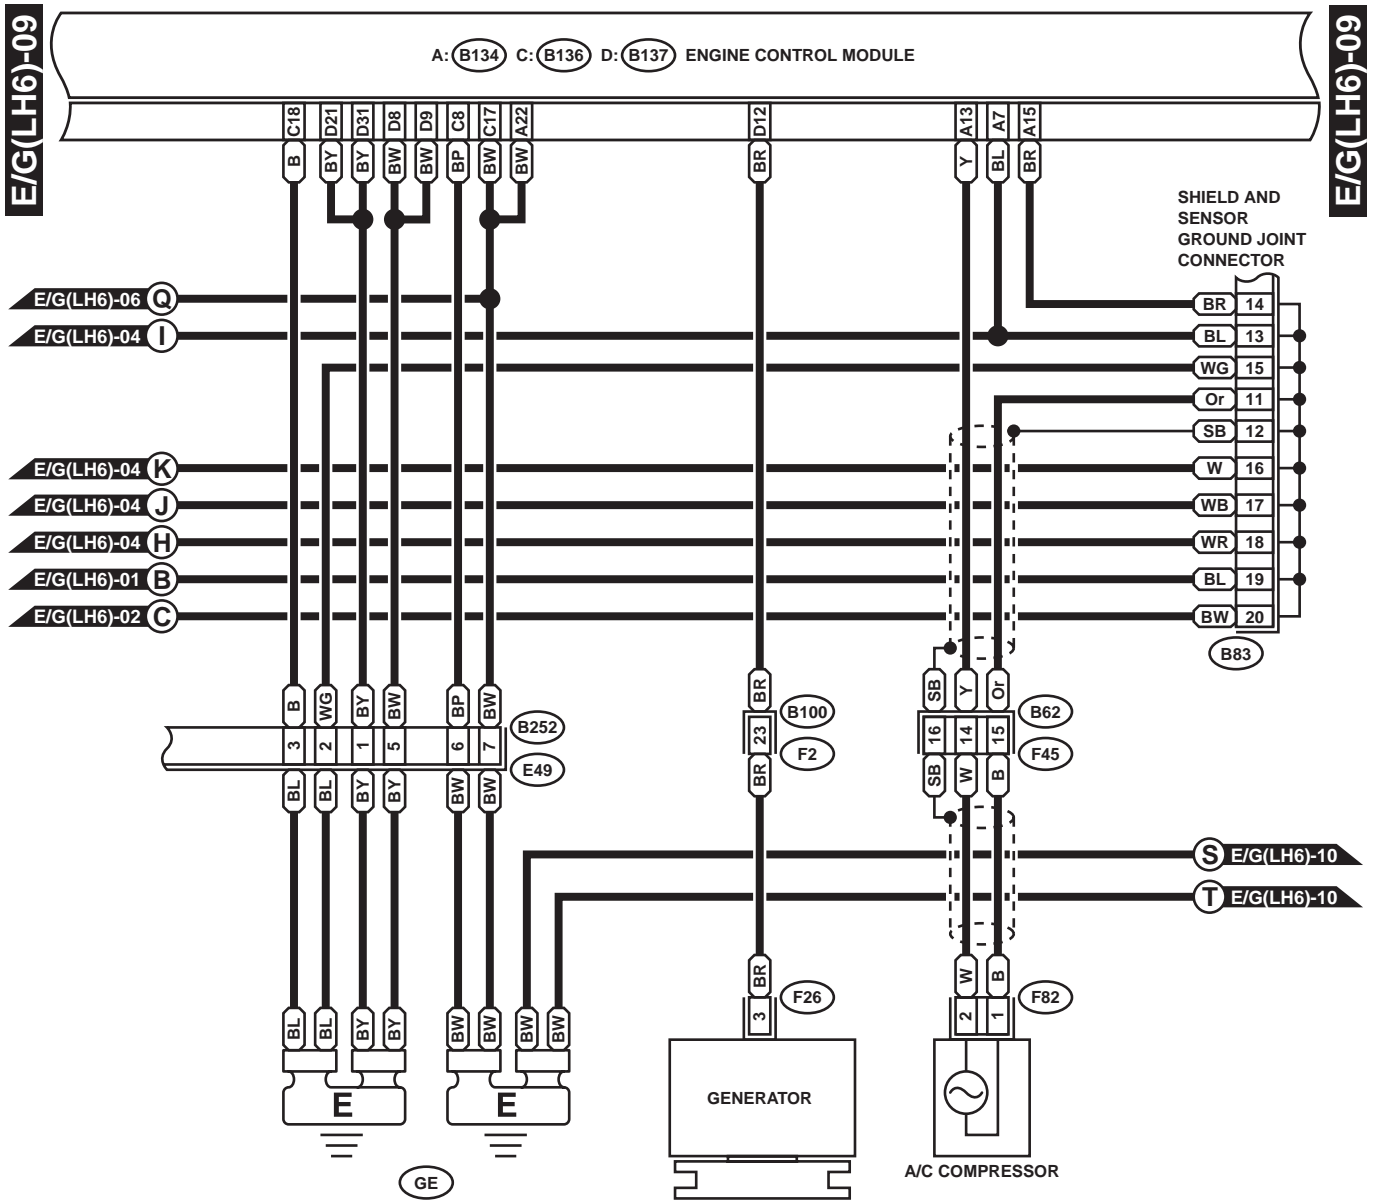 E/G(LH6)-09
E/G(LH6)-09
A: B134 C: B136 D: B137 ENGINE CONTROL MODULE
C18 D21 D31 D8 D9 C8 C17 A22 D12 A13 A7 A15
B BY BY BW BW BP BW BW BR Y BL BR
SHIELD AND
SENSOR
GROUND JOINT
CONNECTOR
E/G(LH6)-06 Q
BR 14
E/G(LH6)-04 I
BL 13
WG 15
Or 11
SB 12
E/G(LH6)-04 K
W 16
E/G(LH6)-04 J
WB 17
E/G(LH6)-04 H
WR 18
E/G(LH6)-01 B
BL 19
E/G(LH6)-02 C
BW 20
B83
B WG BY BW BP BW BR SB Y Or
B252 B100 B62
3 2 1 5 6 7 23 16 14 15
E49 F2 F45
BL BL BY BY BW BW BR SB W B
S E/G(LH6)-10
T E/G(LH6)-10
BR W B
F26 F82
3 2 1
BL BL BY BY BW BW BW BW
E E
GENERATOR
A/C COMPRESSOR
GE